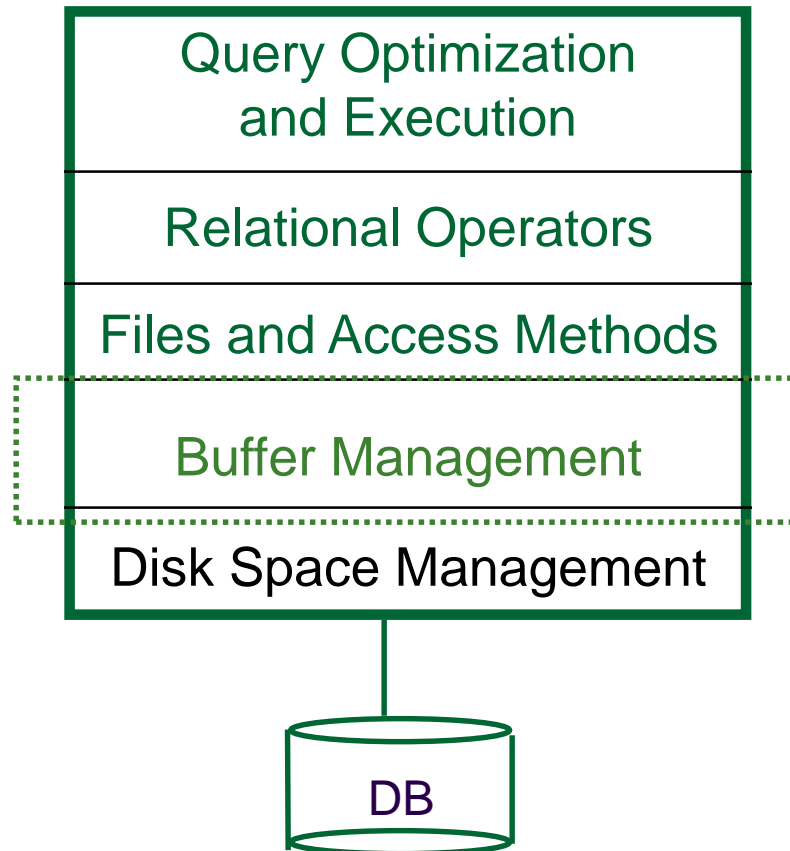 Query Optimization
and Execution
Relational Operators
Files and Access Methods
Buffer Management
Disk Space Management
DB